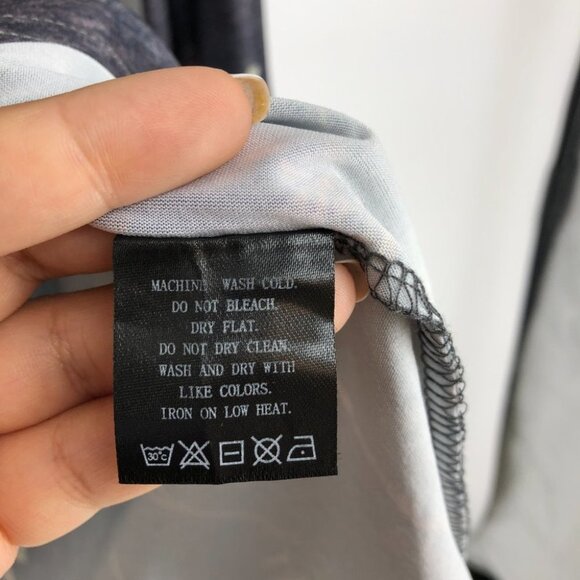 MACHINE WASH COLD.
DO NOT BLEACH.
DRY FLAT.
DO NOT DRY CLEAN.
WASH AND DRY WITH
LIKE COLORS.
IRON ON LOW HEAT.
30°C